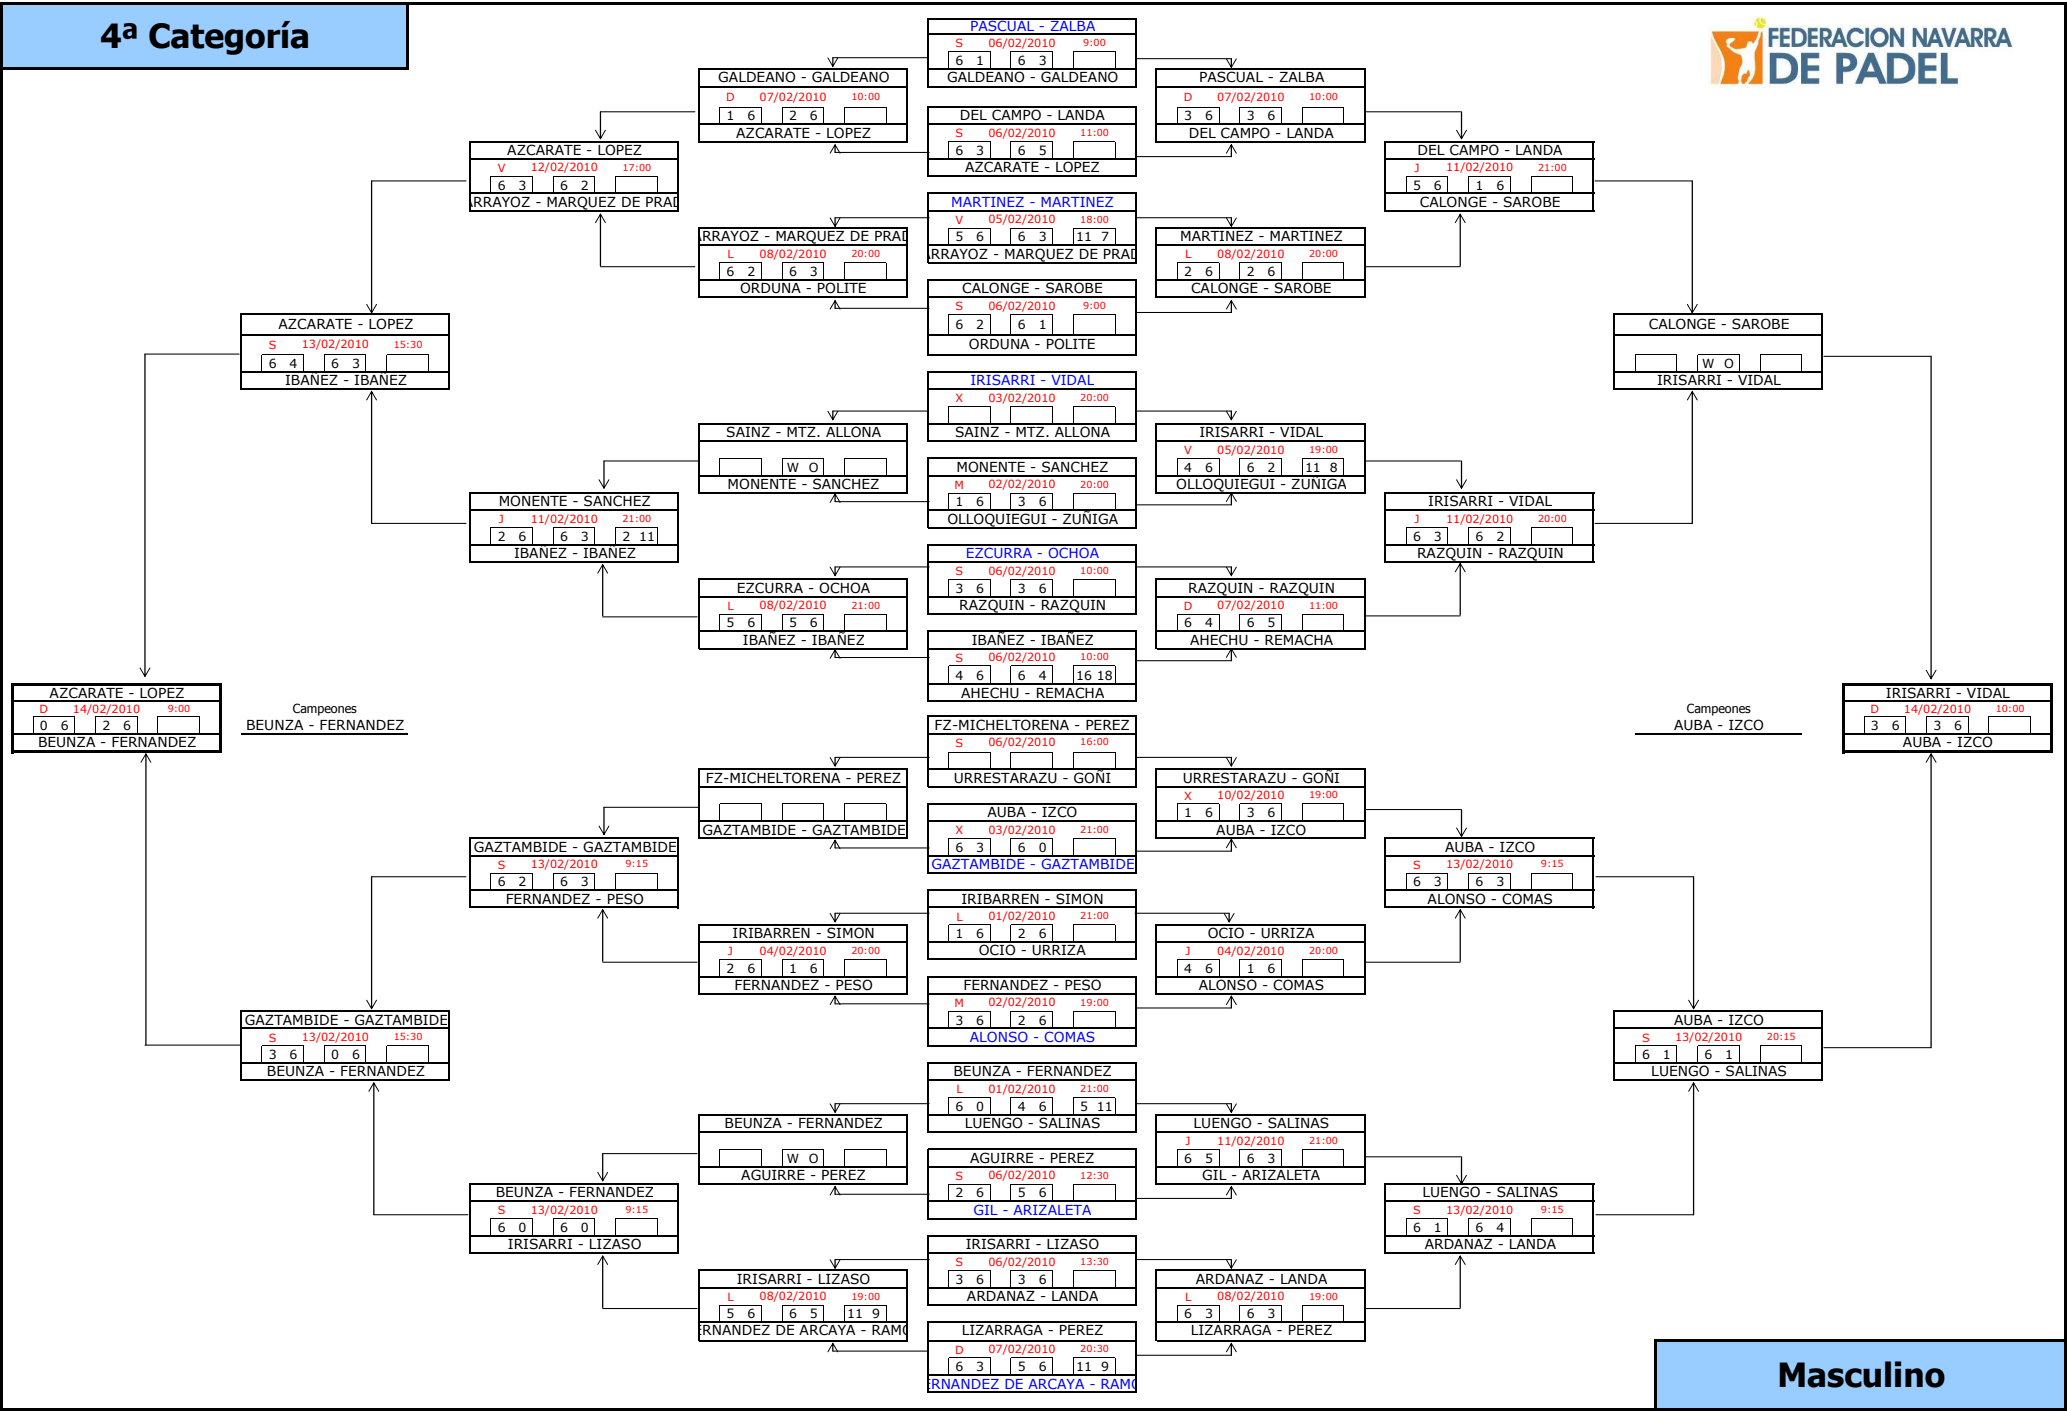 4ª Categoría
FEDERACION NAVARRA
DE PADEL
PASCUAL - ZALBA
S 06/02/2010 9:00
6 1 6 3
GALDEANO - GALDEANO
DEL CAMPO - LANDA
S 06/02/2010 11:00
6 3 6 5
AZCARATE - LOPEZ
MARTINEZ - MARTINEZ
V 05/02/2010 18:00
5 6 6 3 11 7
ARRAYOZ - MARQUEZ DE PRAD
CALONGE - SAROBE
S 06/02/2010 9:00
6 2 6 1
ORDUNA - POLITE
IRISARRI - VIDAL
X 03/02/2010 20:00
SAINZ - MTZ. ALLONA
MONENTE - SANCHEZ
M 02/02/2010 20:00
1 6 3 6
OLLOQUIEGUI - ZUÑIGA
EZCURRA - OCHOA
S 06/02/2010 10:00
3 6 3 6
RAZQUIN - RAZQUIN
IBAÑEZ - IBAÑEZ
S 06/02/2010 10:00
4 6 6 4 16 18
AHECHU - REMACHA
FZ-MICHELTORENA - PEREZ
S 06/02/2010 16:00
URRESTARAZU - GOÑI
AUBA - IZCO
X 03/02/2010 21:00
6 3 6 0
GAZTAMBIDE - GAZTAMBIDE
IRIBARREN - SIMON
L 01/02/2010 21:00
1 6 2 6
OCIO - URRIZA
FERNANDEZ - PESO
M 02/02/2010 19:00
3 6 2 6
ALONSO - COMAS
BEUNZA - FERNANDEZ
L 01/02/2010 21:00
6 0 4 6 5 11
LUENGO - SALINAS
AGUIRRE - PEREZ
S 06/02/2010 12:30
2 6 5 6
GIL - ARIZALETA
IRISARRI - LIZASO
S 06/02/2010 13:30
3 6 3 6
ARDANAZ - LANDA
LIZARRAGA - PEREZ
D 07/02/2010 20:30
6 3 5 6 11 9
ERNANDEZ DE ARCAYA - RAMO
GALDEANO - GALDEANO
D 07/02/2010 10:00
1 6 2 6
AZCARATE - LOPEZ
ARRAYOZ - MARQUEZ DE PRAD
L 08/02/2010 20:00
6 2 6 3
ORDUNA - POLITE
SAINZ - MTZ. ALLONA
W O
MONENTE - SANCHEZ
EZCURRA - OCHOA
L 08/02/2010 21:00
5 6 5 6
IBAÑEZ - IBAÑEZ
FZ-MICHELTORENA - PEREZ
GAZTAMBIDE - GAZTAMBIDE
IRIBARREN - SIMON
J 04/02/2010 20:00
2 6 1 6
FERNANDEZ - PESO
BEUNZA - FERNANDEZ
W O
AGUIRRE - PEREZ
IRISARRI - LIZASO
L 08/02/2010 19:00
5 6 6 5 11 9
ERNANDEZ DE ARCAYA - RAMO
AZCARATE - LOPEZ
V 12/02/2010 17:00
6 3 6 2
ARRAYOZ - MARQUEZ DE PRAD
MONENTE - SANCHEZ
J 11/02/2010 21:00
2 6 6 3 2 11
IBAÑEZ - IBAÑEZ
GAZTAMBIDE - GAZTAMBIDE
S 13/02/2010 9:15
6 2 6 3
FERNANDEZ - PESO
BEUNZA - FERNANDEZ
S 13/02/2010 9:15
6 0 6 0
IRISARRI - LIZASO
AZCARATE - LOPEZ
S 13/02/2010 15:30
6 4 6 3
IBAÑEZ - IBAÑEZ
GAZTAMBIDE - GAZTAMBIDE
S 13/02/2010 15:30
3 6 0 6
BEUNZA - FERNANDEZ
AZCARATE - LOPEZ
D 14/02/2010 9:00
0 6 2 6
BEUNZA - FERNANDEZ
Campeones
BEUNZA - FERNANDEZ
PASCUAL - ZALBA
D 07/02/2010 10:00
3 6 3 6
DEL CAMPO - LANDA
MARTINEZ - MARTINEZ
L 08/02/2010 20:00
2 6 2 6
CALONGE - SAROBE
IRISARRI - VIDAL
V 05/02/2010 19:00
4 6 6 2 11 8
OLLOQUIEGUI - ZUÑIGA
RAZQUIN - RAZQUIN
D 07/02/2010 11:00
6 4 6 5
AHECHU - REMACHA
URRESTARAZU - GOÑI
X 10/02/2010 19:00
1 6 3 6
AUBA - IZCO
OCIO - URRIZA
J 04/02/2010 20:00
4 6 1 6
ALONSO - COMAS
LUENGO - SALINAS
J 11/02/2010 21:00
6 5 6 3
GIL - ARIZALETA
ARDANAZ - LANDA
L 08/02/2010 19:00
6 3 6 3
LIZARRAGA - PEREZ
DEL CAMPO - LANDA
J 11/02/2010 21:00
5 6 1 6
CALONGE - SAROBE
IRISARRI - VIDAL
J 11/02/2010 20:00
6 3 6 2
RAZQUIN - RAZQUIN
AUBA - IZCO
S 13/02/2010 9:15
6 3 6 3
ALONSO - COMAS
LUENGO - SALINAS
S 13/02/2010 9:15
6 1 6 4
ARDANAZ - LANDA
CALONGE - SAROBE
W O
IRISARRI - VIDAL
AUBA - IZCO
S 13/02/2010 20:15
6 1 6 1
LUENGO - SALINAS
Campeones
AUBA - IZCO
IRISARRI - VIDAL
D 14/02/2010 10:00
3 6 3 6
AUBA - IZCO
Masculino